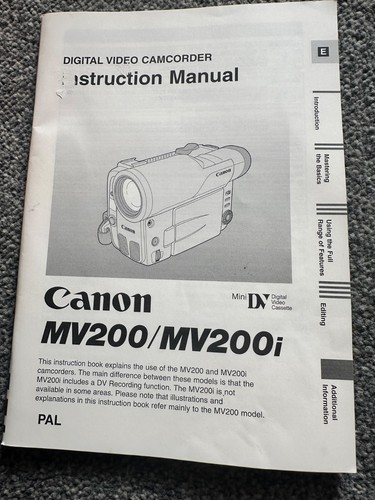 DIGITAL VIDEO CAMCORDER
Instruction Manual
E
Introduction
Mastering
the Basics
Using the Full
Range of Features
Editing
Additional
Information
Canon
Canon
Canon
Mini DV Digital
Video
Cassette
MV200/MV200i
This instruction book explains the use of the MV200 and MV200i
camcorders. The main difference between these models is that the
MV200i includes a DV Recording function. The MV200i is not
available in some areas. Please note that illustrations and
explanations in this instruction book refer mainly to the MV200 model.
PAL